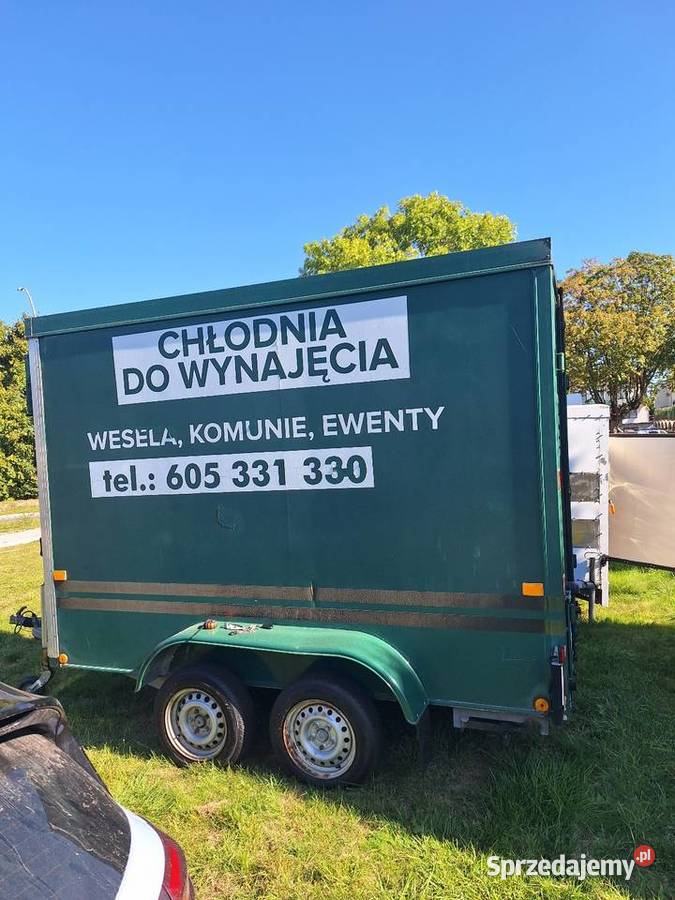 CHŁODNIA
DO WYNAJĘCIA
WESELA, KOMUNIE, EWENTY
tel.: 605 331 330
Sprzedajemy.pl